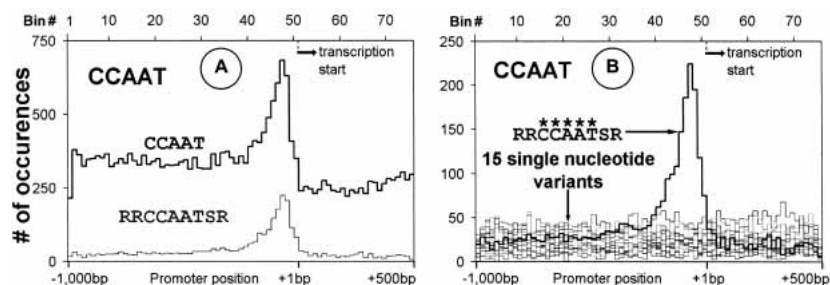 Bin # 1 10 20 30 40 50 60 70
750
500
250
0
# of occurences
CCAAT
A
transcription
start
CCAAT
RRCCAATSR
-1,000bp Promoter position +1bp +500bp
Bin # 10 20 30 40 50 60 70
250
200
150
100
50
0
CCAAT
B
transcription
start
★★★★★
RRCCAATSR
15 single nucleotide
variants
-1,000bp Promoter position +1bp +500bp